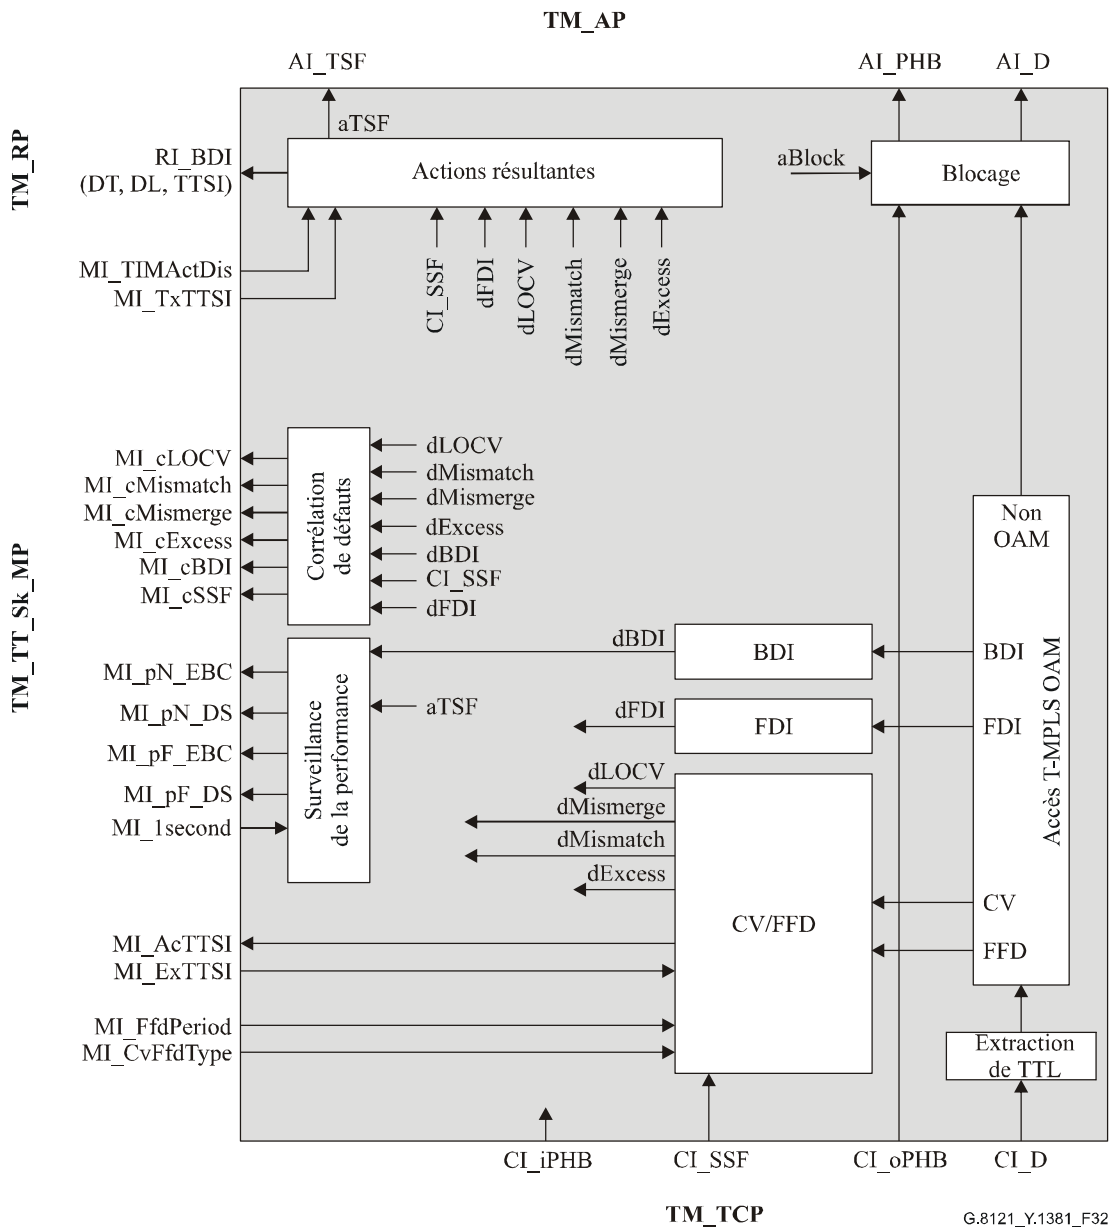 TM_AP
AI_TSF
AI_PHB
AI_D
TM_RP
aTSF
RI_BDI
(DT, DL, TTSI)
Actions résultantes
aBlock
Blocage
MI_TIMActDis
MI_TxTTSI
CI_SSF
dFDI
dLOCV
dMismatch
dMismerge
dExcess
TM_TT_Sk_MP
MI_cLOCV
MI_cMismatch
MI_cMismerge
MI_cExcess
MI_cBDI
MI_cSSF
Corrélation
de défauts
dLOCV
dMismatch
dMismerge
dExcess
dBDI
CI_SSF
dFDI
Non
OAM
BDI
FDI
CV
FFD
Accès T-MPLS OAM
MI_pN_EBC
MI_pN_DS
MI_pF_EBC
MI_pF_DS
MI_1second
Surveillance
de la performance
dBDI
BDI
aTSF
dFDI
FDI
dLOCV
dMismerge
dMismatch
dExcess
CV/FFD
MI_AcTTSI
MI_ExTTSI
MI_FfdPeriod
MI_CvFfdType
Extraction
de TTL
CI_iPHB
CI_SSF
CI_oPHB
CI_D
TM_TCP
G.8121_Y.1381_F32